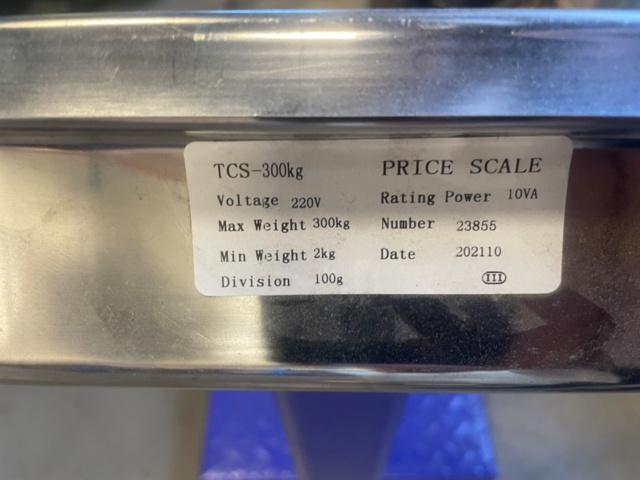 TCS-300kg PRICE SCALE
Voltage 220V Rating Power 10VA
Max Weight 300kg Number 23855
Min Weight 2kg Date 202110
Division 100g III